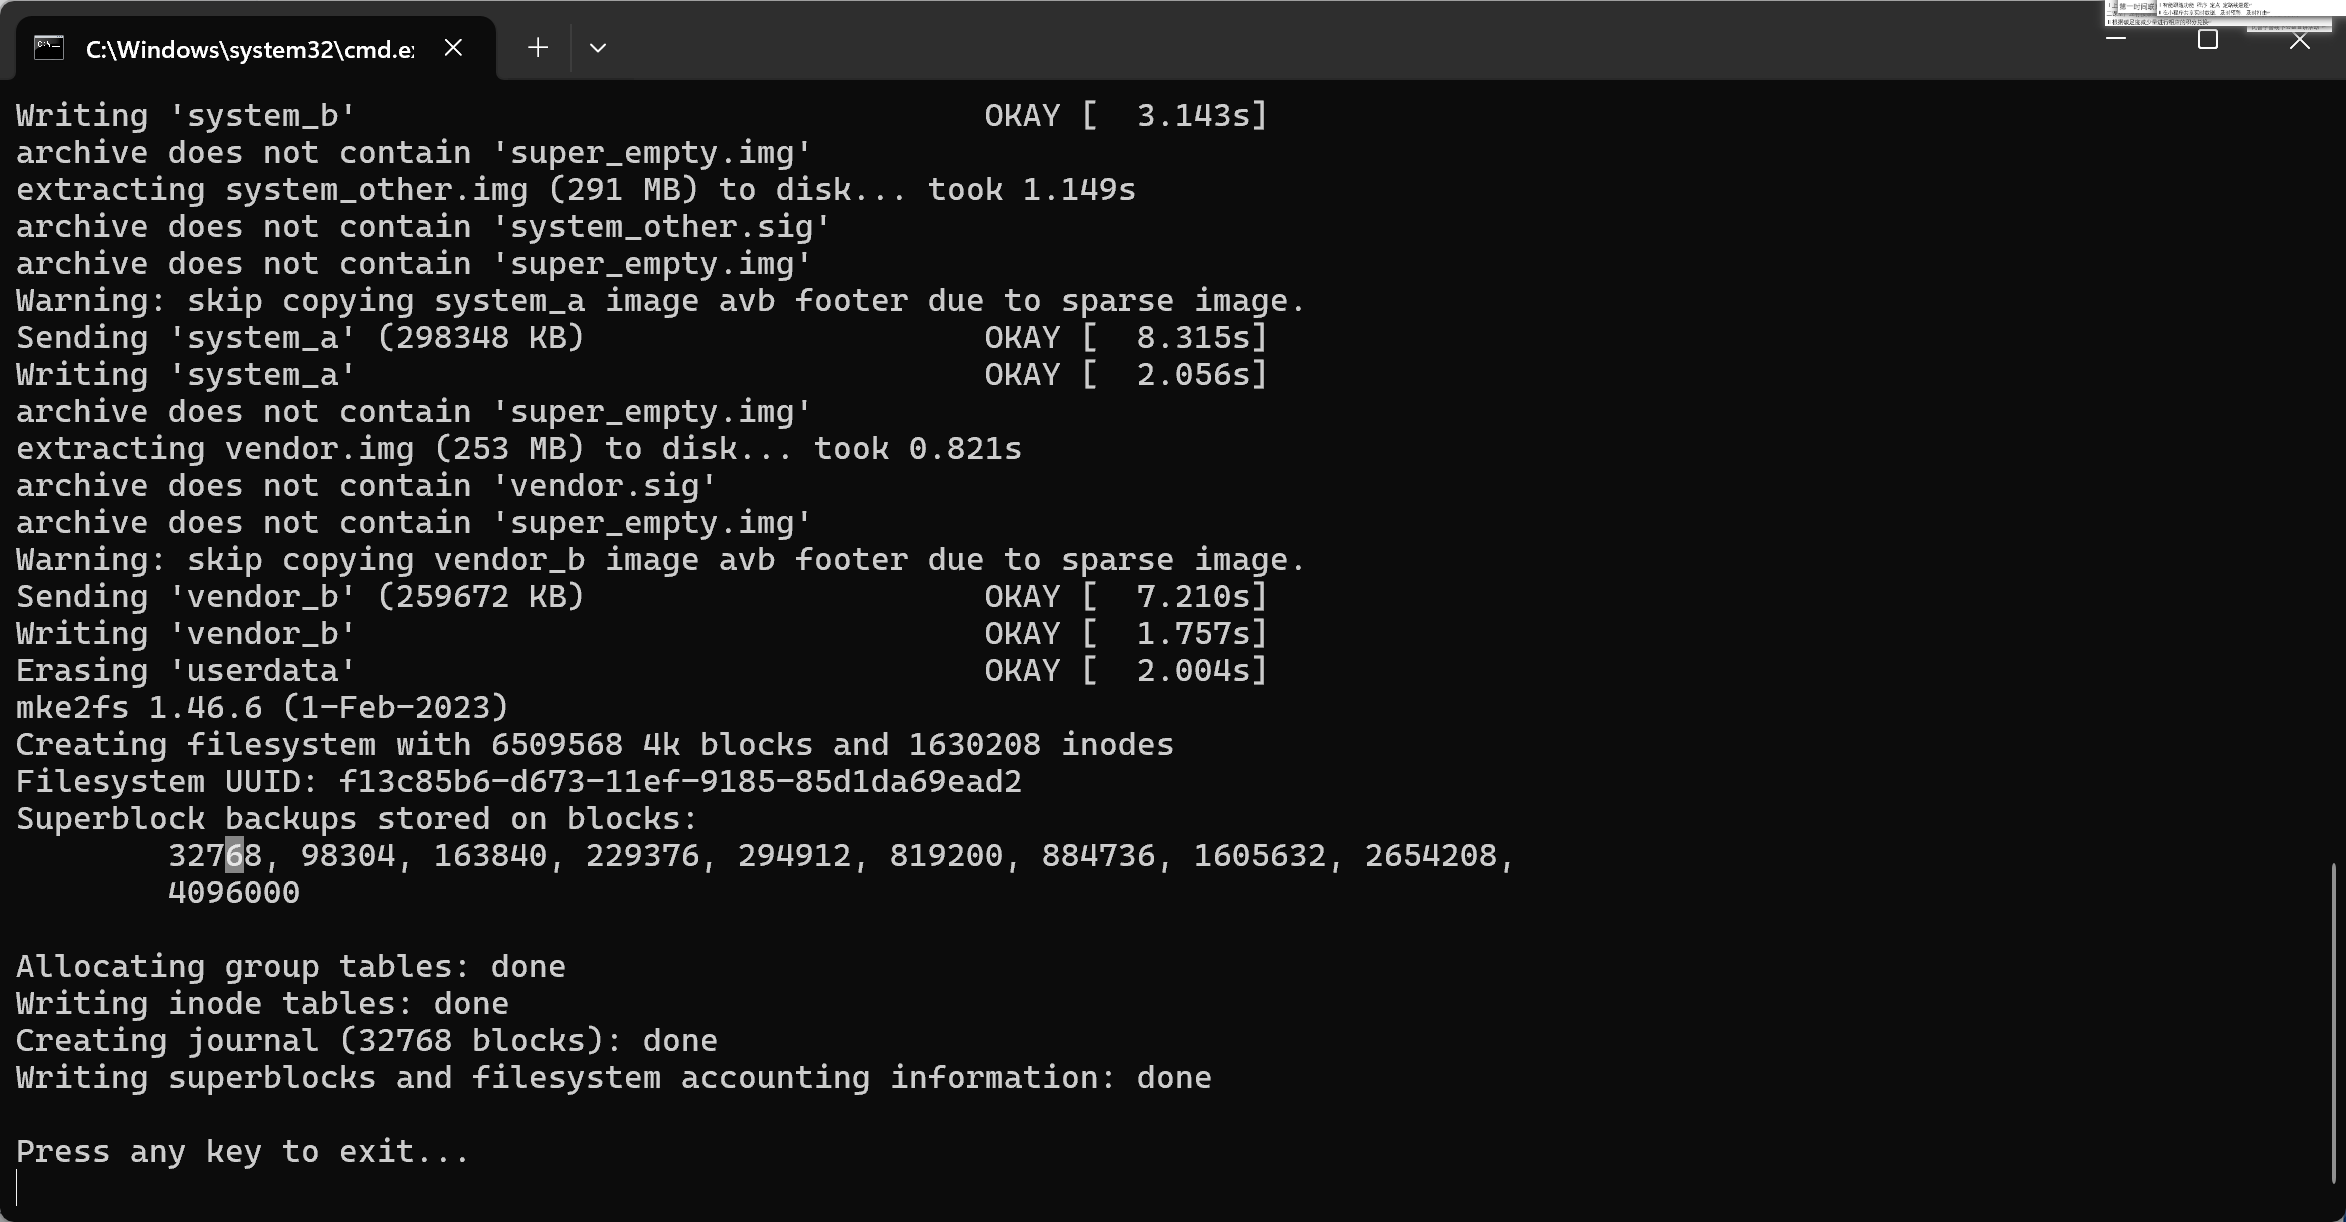 C:\Windows\system32\cmd.e
Writing 'system_b' OKAY [  3.143s]
archive does not contain 'super_empty.img'
extracting system_other.img (291 MB) to disk... took 1.149s
archive does not contain 'system_other.sig'
archive does not contain 'super_empty.img'
Warning: skip copying system_a image avb footer due to sparse image.
Sending 'system_a' (298348 KB) OKAY [  8.315s]
Writing 'system_a' OKAY [  2.056s]
archive does not contain 'super_empty.img'
extracting vendor.img (253 MB) to disk... took 0.821s
archive does not contain 'vendor.sig'
archive does not contain 'super_empty.img'
Warning: skip copying vendor_b image avb footer due to sparse image.
Sending 'vendor_b' (259672 KB) OKAY [  7.210s]
Writing 'vendor_b' OKAY [  1.757s]
Erasing 'userdata' OKAY [  2.004s]
mke2fs 1.46.6 (1-Feb-2023)
Creating filesystem with 6509568 4k blocks and 1630208 inodes
Filesystem UUID: f13c85b6-d673-11ef-9185-85d1da69ead2
Superblock backups stored on blocks:
32768, 98304, 163840, 229376, 294912, 819200, 884736, 1605632, 2654208,
4096000
Allocating group tables: done
Writing inode tables: done
Creating journal (32768 blocks): done
Writing superblocks and filesystem accounting information: done
Press any key to exit...